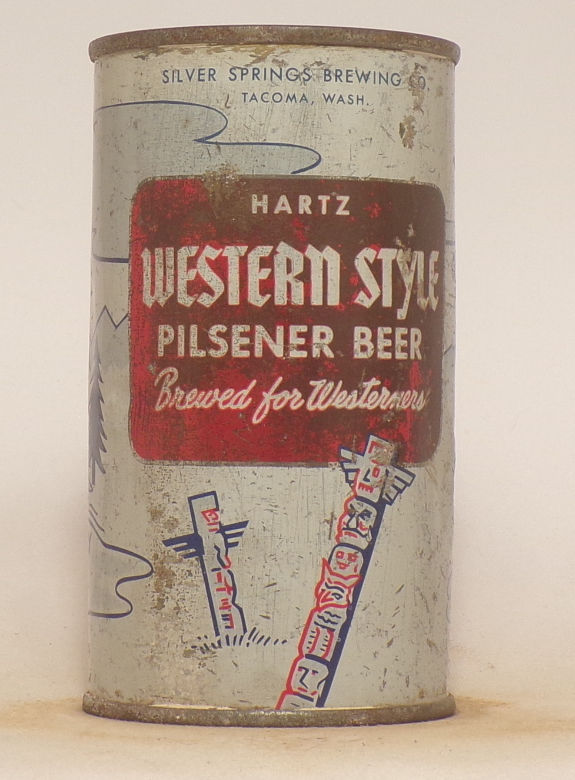 SILVER SPRINGS BREWING CO.
TACOMA, WASH.
HARTZ
WESTERN STYLE
PILSENER BEER
Brewed for Westerners